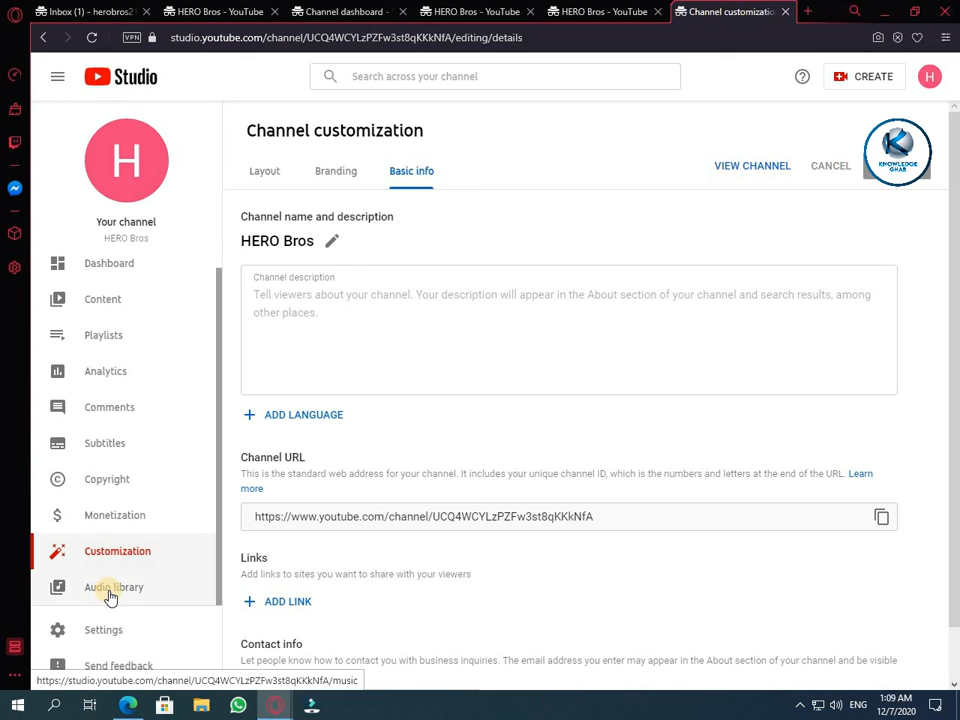 Inbox (1) - herobros2
HERO Bros - YouTube
Channel dashboard -
HERO Bros - YouTube
HERO Bros - YouTube
Channel customizatio
VPN
studio.youtube.com/channel/UCQ4WCYLzPZFw3st8qKKkNfA/editing/details
Studio
Search across your channel
CREATE
H
H
Your channel
HERO Bros
Dashboard
Content
Playlists
Analytics
Comments
Subtitles
Copyright
Monetization
Customization
Audio library
Settings
Send feedback
Channel customization
VIEW CHANNEL
CANCEL
KNOWLEDGE
GHAR
Layout
Branding
Basic info
Channel name and description
HERO Bros
Channel description
Tell viewers about your channel. Your description will appear in the About section of your channel and search results, among
other places.
ADD LANGUAGE
Channel URL
This is the standard web address for your channel. It includes your unique channel ID, which is the numbers and letters at the end of the URL. Learn
more
https://www.youtube.com/channel/UCQ4WCYLzPZFw3st8qKKkNfA
Links
Add links to sites you want to share with your viewers
ADD LINK
Contact info
Let people know how to contact you with business inquiries. The email address you enter may appear in the About section of your channel and be visible
https://studio.youtube.com/channel/UCQ4WCYLzPZFw3st8qKKkNfA/music
ENG
1:09 AM
12/7/2020